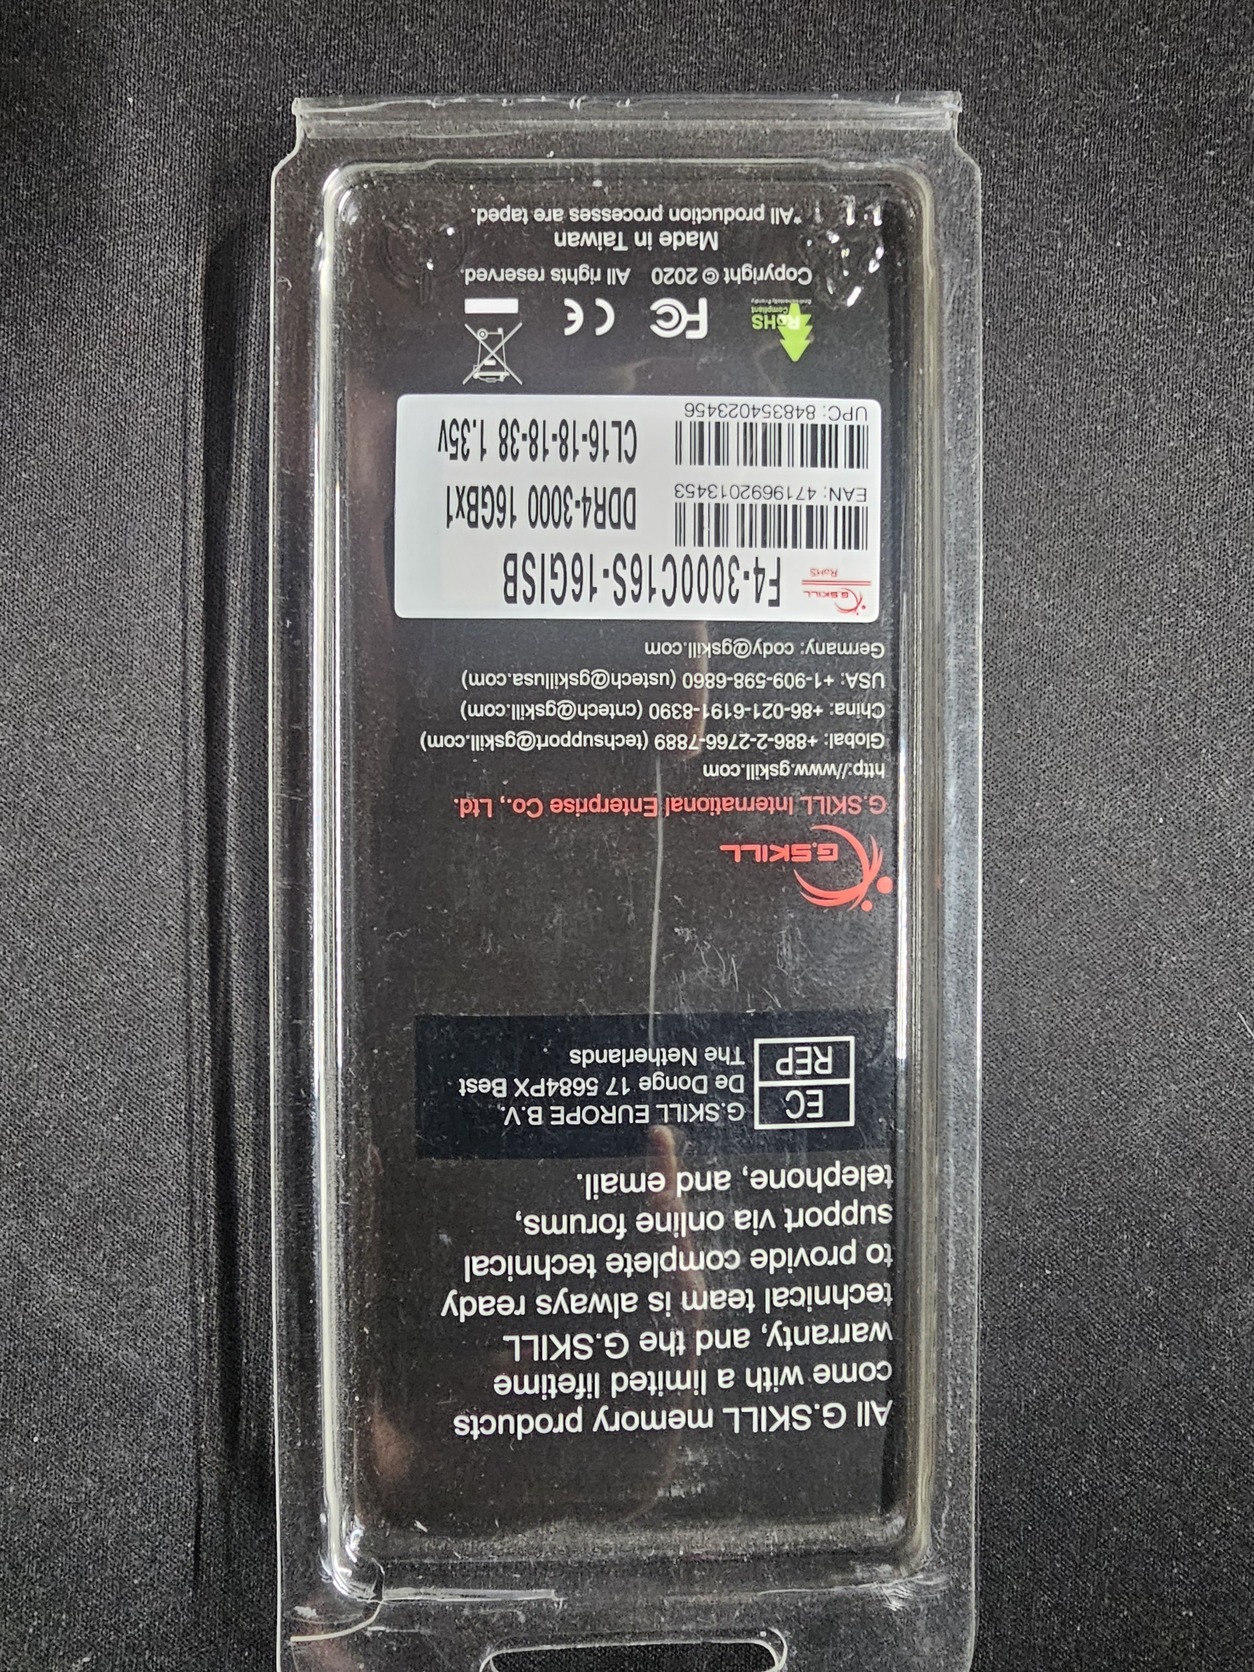 All G.SKILL memory products
come with a limited lifetime
warranty, and the G.SKILL
technical team is always ready
to provide complete technical
support via online forums,
telephone, and email.
EC
REP
G.SKILL EUROPE B.V.
De Donge 17 5684PX Best
The Netherlands
G.SKILL
G.SKILL International Enterprise Co., Ltd.
http://www.gskill.com
Global: +886-2-2766-7889 (techsupport@gskill.com)
China: +86-021-6191-8390 (cntech@gskill.com)
USA: +1-909-598-6860 (ustech@gskillusa.com)
Germany: cody@gskill.com
G.SKILL
RoHS
F4-3000C16S-16GISB
EAN: 4719692013453
DDR4-3000 16GBx1
UPC: 848354023456
CL16-18-18-38 1.35v
RoHS
Compliant
Environmentally Friendly
FC
CE
Copyright © 2020 All rights reserved.
Made in Taiwan
*All production processes are taped.